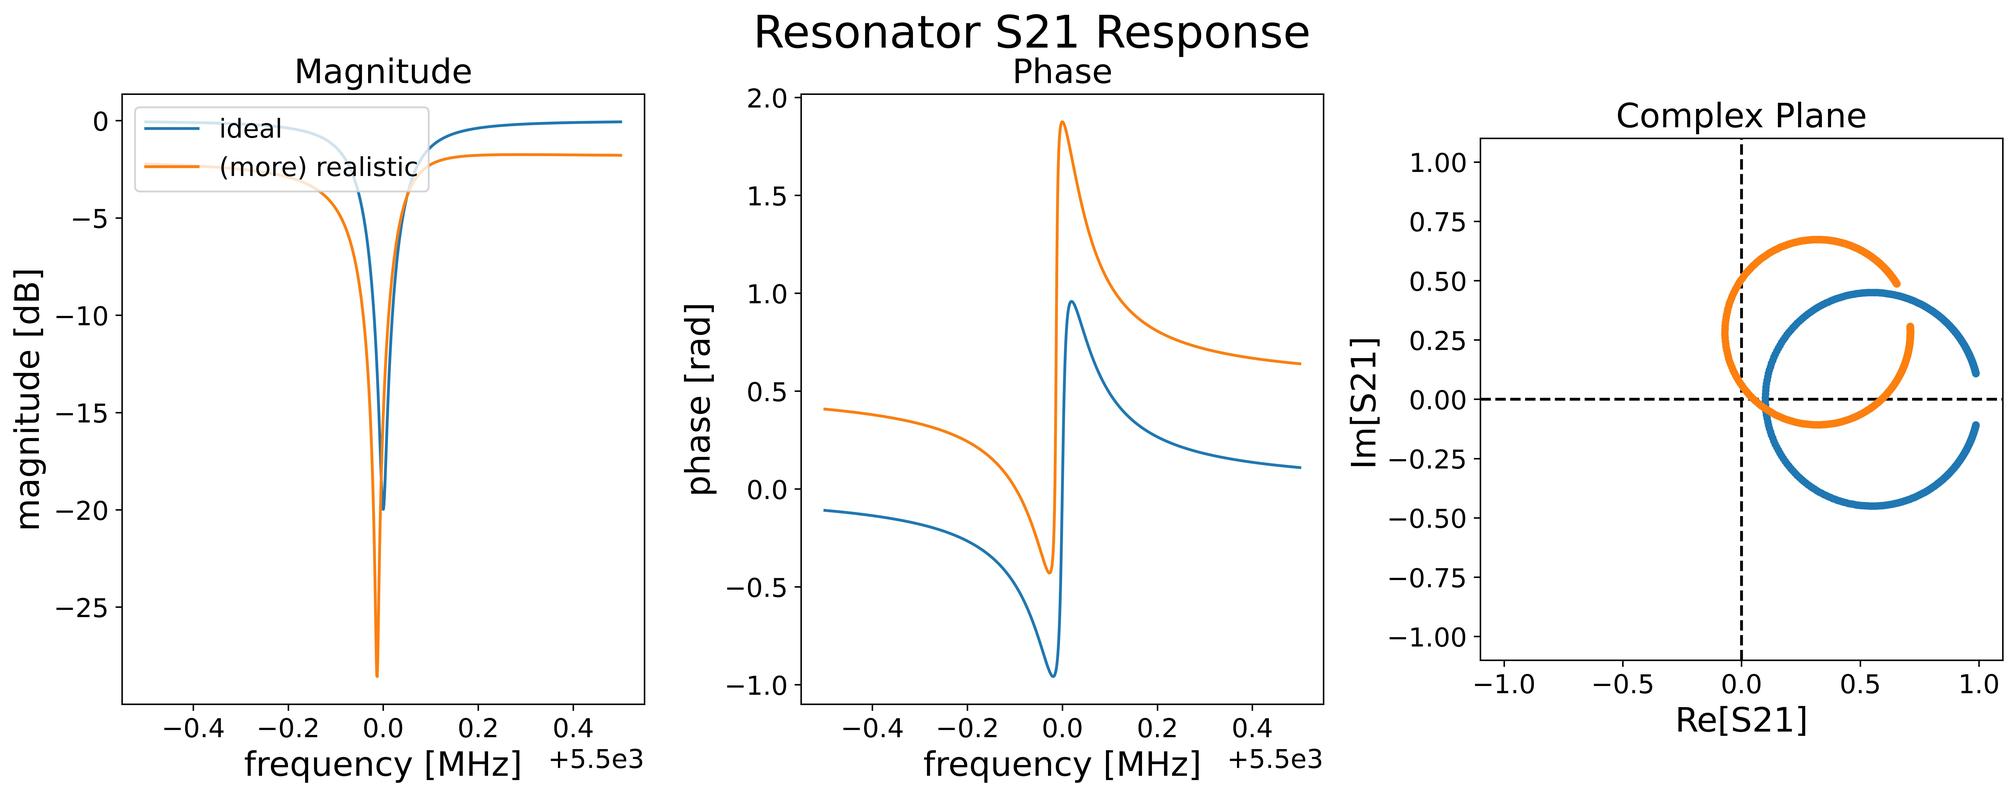 Resonator S21 Response
Magnitude
magnitude [dB]
0
−5
−10
−15
−20
−25
ideal
(more) realistic
−0.4 −0.2 0.0 0.2 0.4
+5.5e3
frequency [MHz]
Phase
phase [rad]
2.0
1.5
1.0
0.5
0.0
−0.5
−1.0
−0.4 −0.2 0.0 0.2 0.4
+5.5e3
frequency [MHz]
Complex Plane
Im[S21]
1.00
0.75
0.50
0.25
0.00
−0.25
−0.50
−0.75
−1.00
−1.0 −0.5 0.0 0.5 1.0
Re[S21]